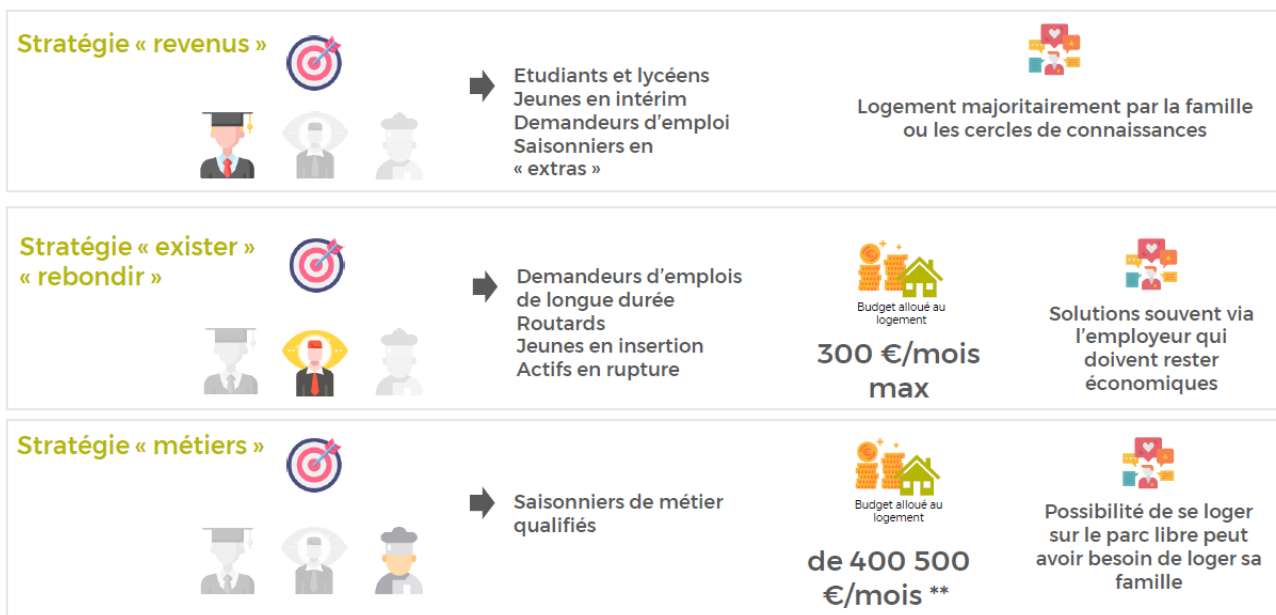 Stratégie « revenus »
Etudiants et lycéens
Jeunes en intérim
Demandeurs d'emploi
Saisonniers en
« extras »
Logement majoritairement par la famille
ou les cercles de connaissances
Stratégie « exister »
« rebondir »
Demandeurs d'emplois
de longue durée
Routards
Jeunes en insertion
Actifs en rupture
Budget alloué au
logement
300 €/mois
max
Solutions souvent via
l'employeur qui
doivent rester
économiques
Stratégie « métiers »
Saisonniers de métier
qualifiés
Budget alloué au
logement
de 400 500
€/mois **
Possibilité de se loger
sur le parc libre peut
avoir besoin de loger sa
famille